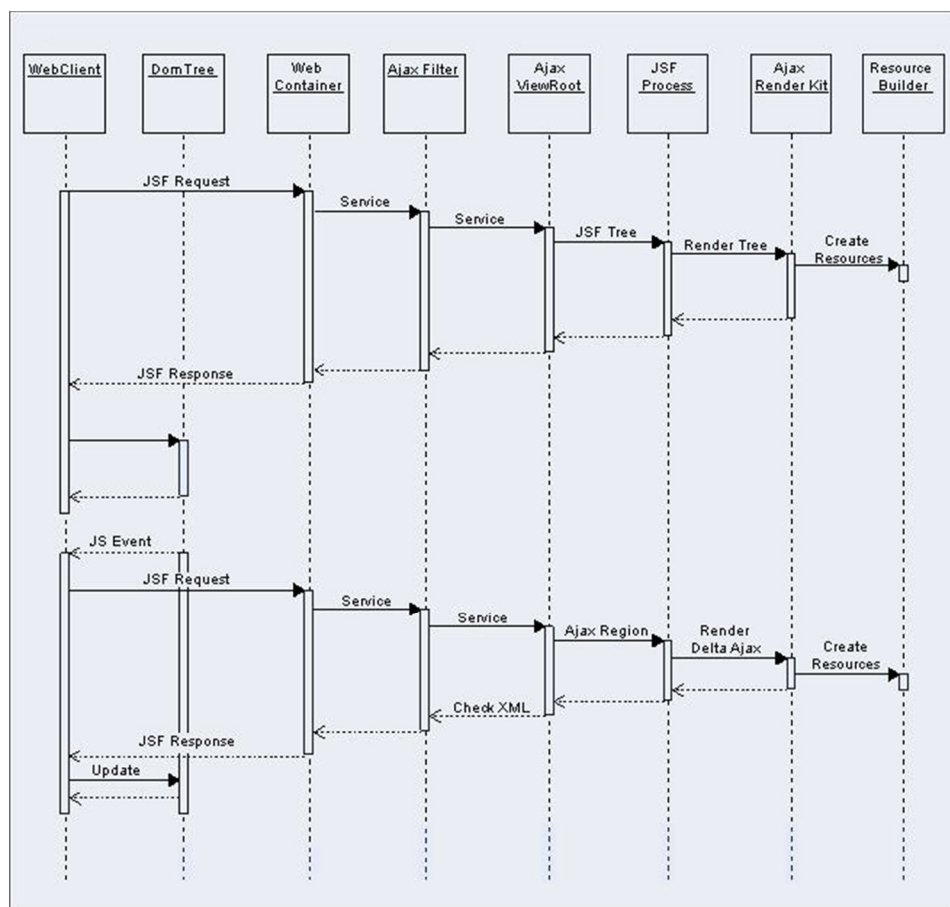 WebClient
DomTree
Web
Container
Ajax Filter
Ajax
ViewRoot
JSF
Process
Ajax
Render Kit
Resource
Builder
JSF Request
Service
Service
JSF Tree
Render Tree
Create
Resources
JSF Response
JS Event
JSF Request
Service
Service
Ajax Region
Render
Delta Ajax
Create
Resources
Check XML
JSF Response
Update